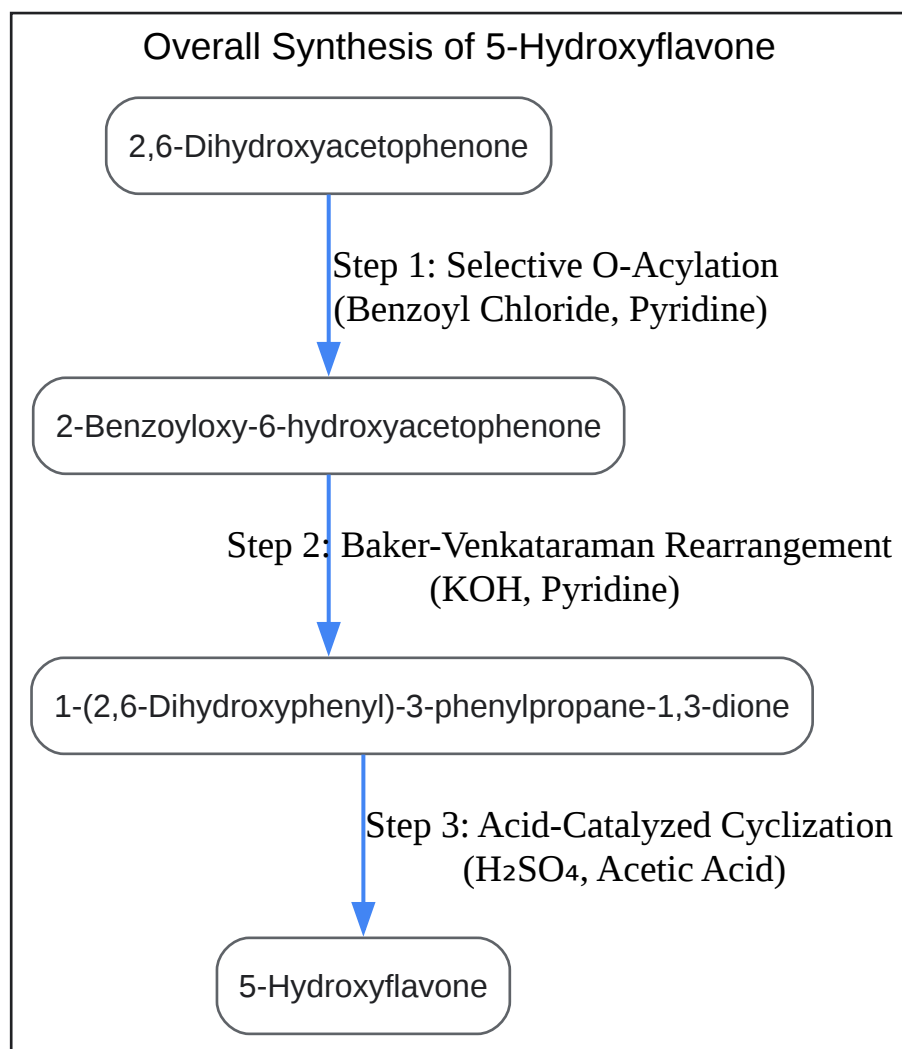 Overall Synthesis of 5-Hydroxyflavone
2,6-Dihydroxyacetophenone
Step 1: Selective O-Acylation
(Benzoyl Chloride, Pyridine)
2-Benzoyloxy-6-hydroxyacetophenone
Step 2: Baker-Venkataraman Rearrangement
(KOH, Pyridine)
1-(2,6-Dihydroxyphenyl)-3-phenylpropane-1,3-dione
Step 3: Acid-Catalyzed Cyclization
(H₂SO₄, Acetic Acid)
5-Hydroxyflavone